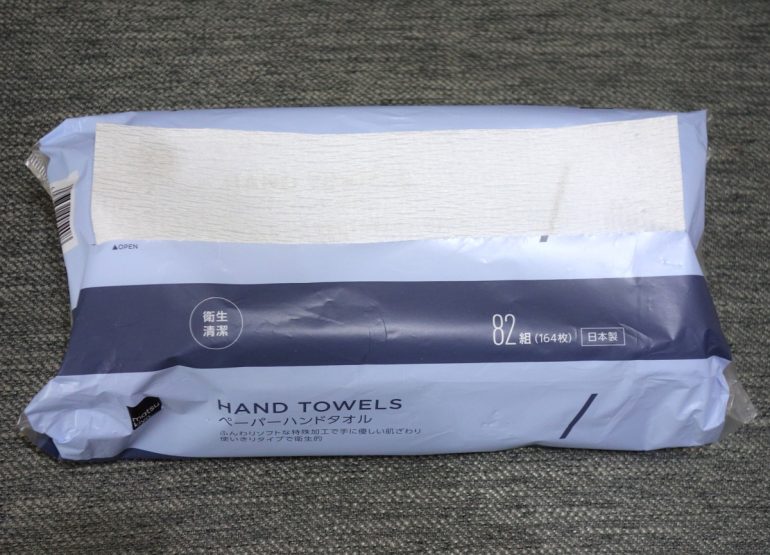 ▲OPEN
衛生
清潔
82組(164枚) 日本製
HAND TOWELS
ペーパーハンドタオル
ふんわりソフトな特殊加工で手に優しい肌ざわり
使いきりタイプで衛生的